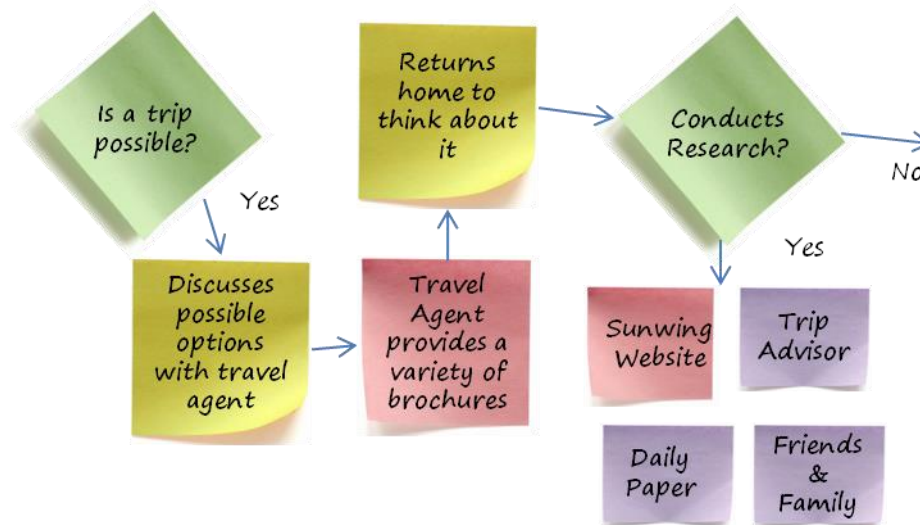 Is a trip
possible?
Yes
Discusses
possible
options
with travel
agent
Travel
Agent
provides a
variety of
brochures
Returns
home to
think about
it
Conducts
Research?
No
Yes
Sunwing
Website
Trip
Advisor
Daily
Paper
Friends
&
Family